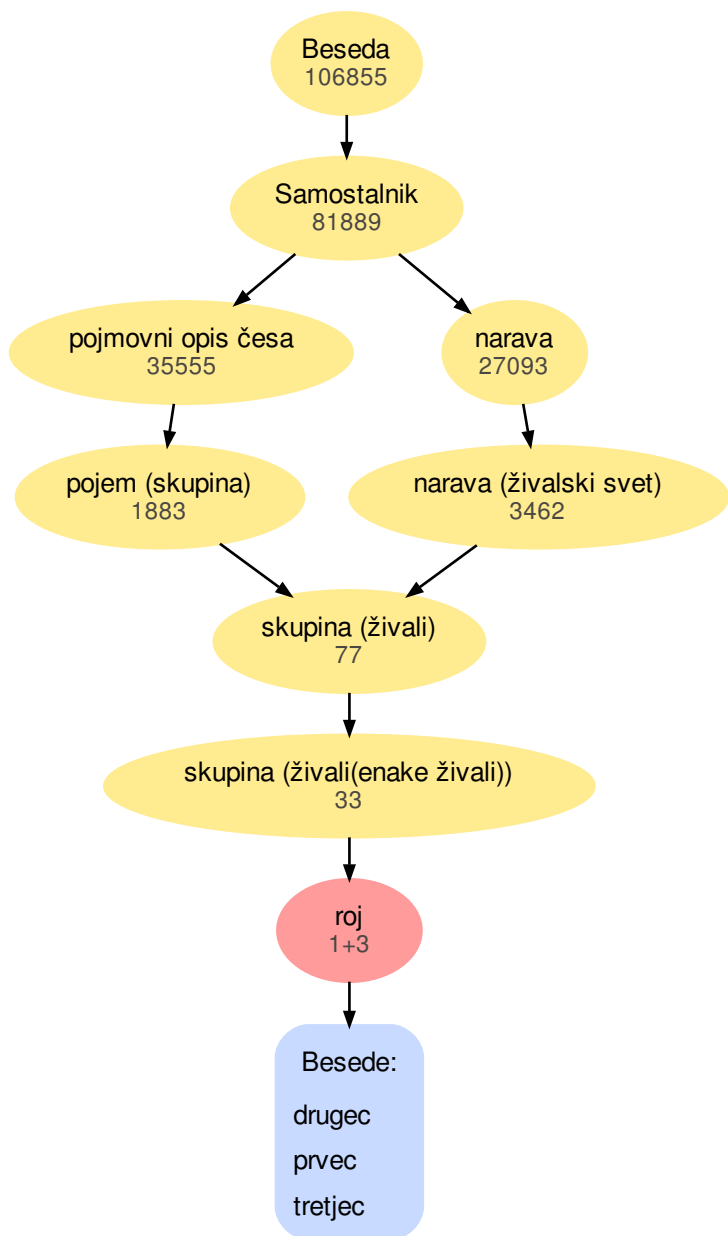 Beseda
106855
Samostalnik
81889
pojmovni opis česa
35555
narava
27093
pojem (skupina)
1883
narava (živalski svet)
3462
skupina (živali)
77
skupina (živali(enake živali))
33
roj
1+3
Besede:
drugec
prvec
tretjec